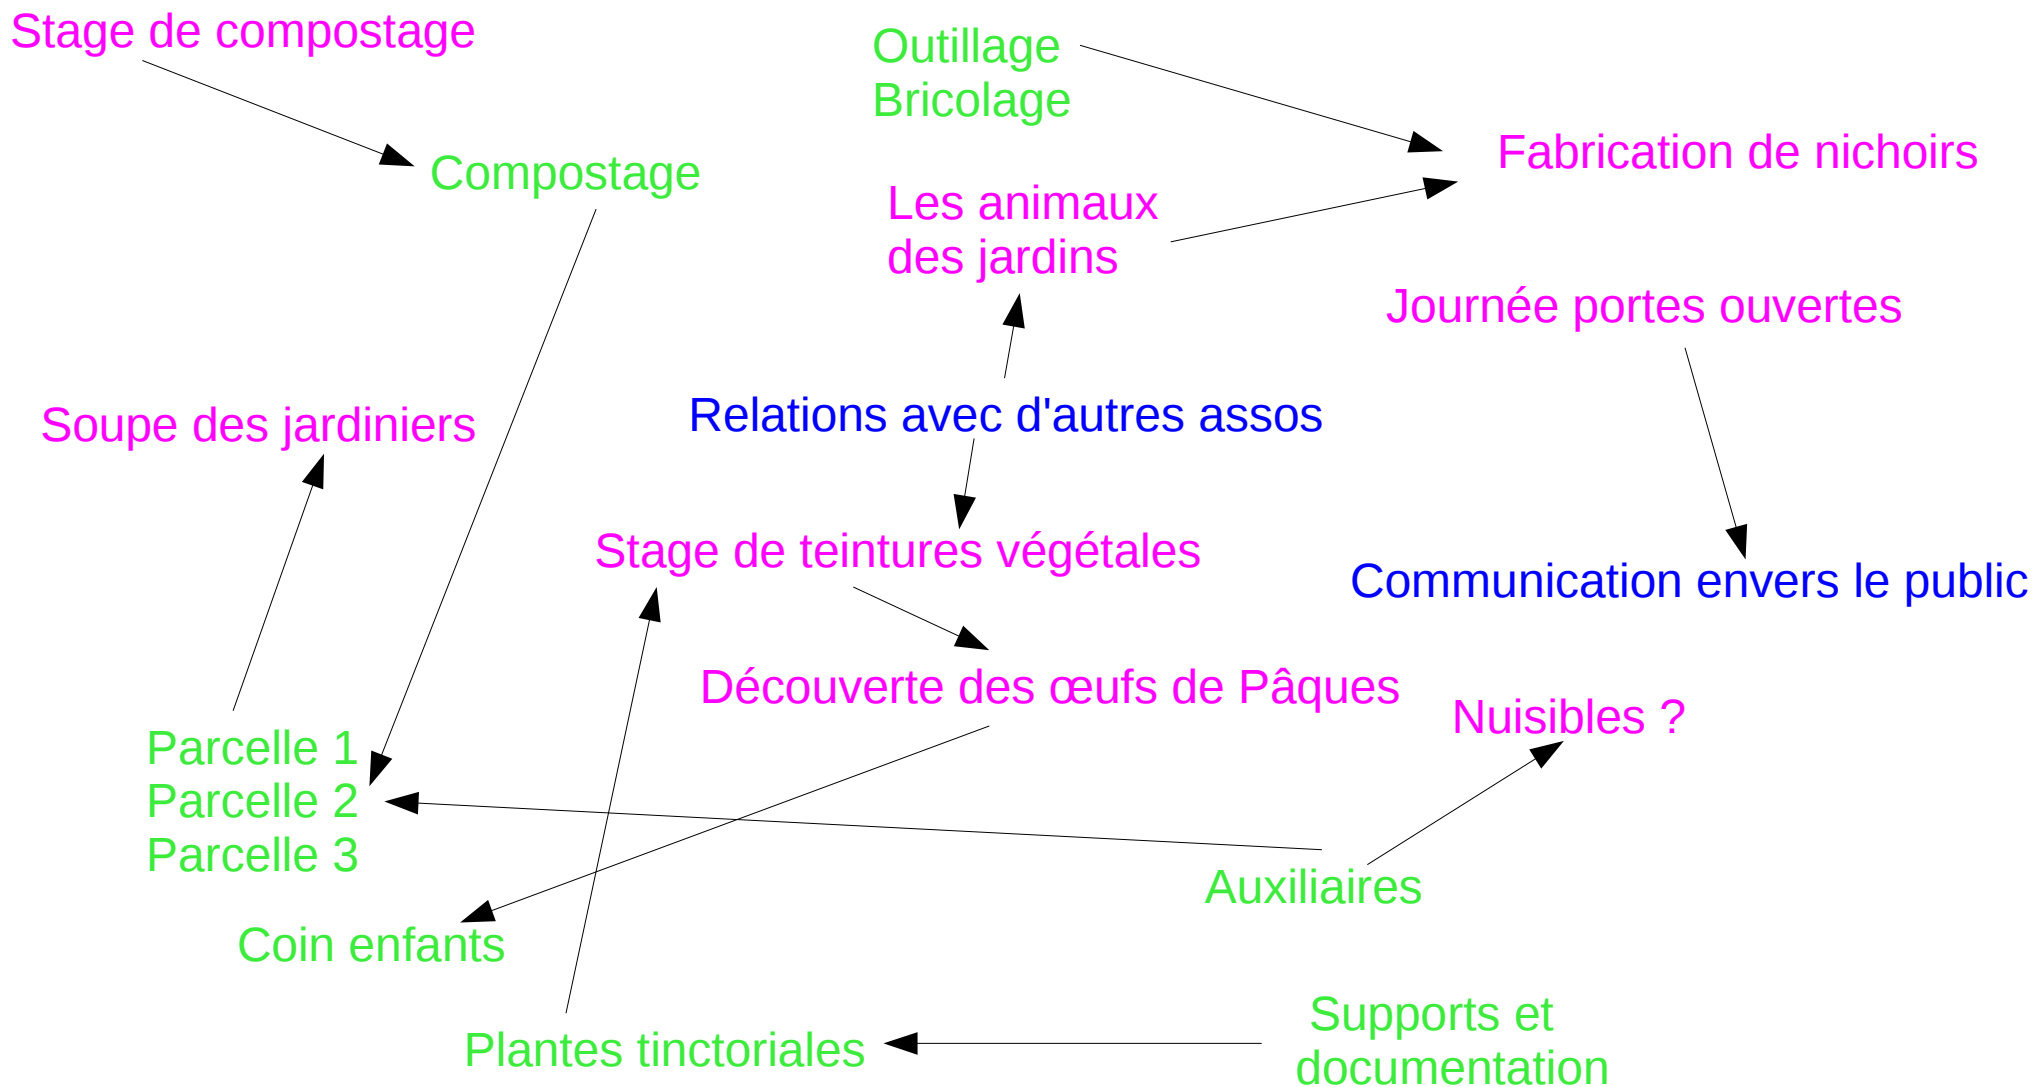 Stage de compostage
Outillage
Bricolage
Fabrication de nichoirs
Compostage
Les animaux
des jardins
Journée portes ouvertes
Soupe des jardiniers
Relations avec d'autres assos
Stage de teintures végétales
Communication envers le public
Découverte des œufs de Pâques
Nuisibles ?
Parcelle 1
Parcelle 2
Parcelle 3
Auxiliaires
Coin enfants
Plantes tinctoriales
Supports et
documentation